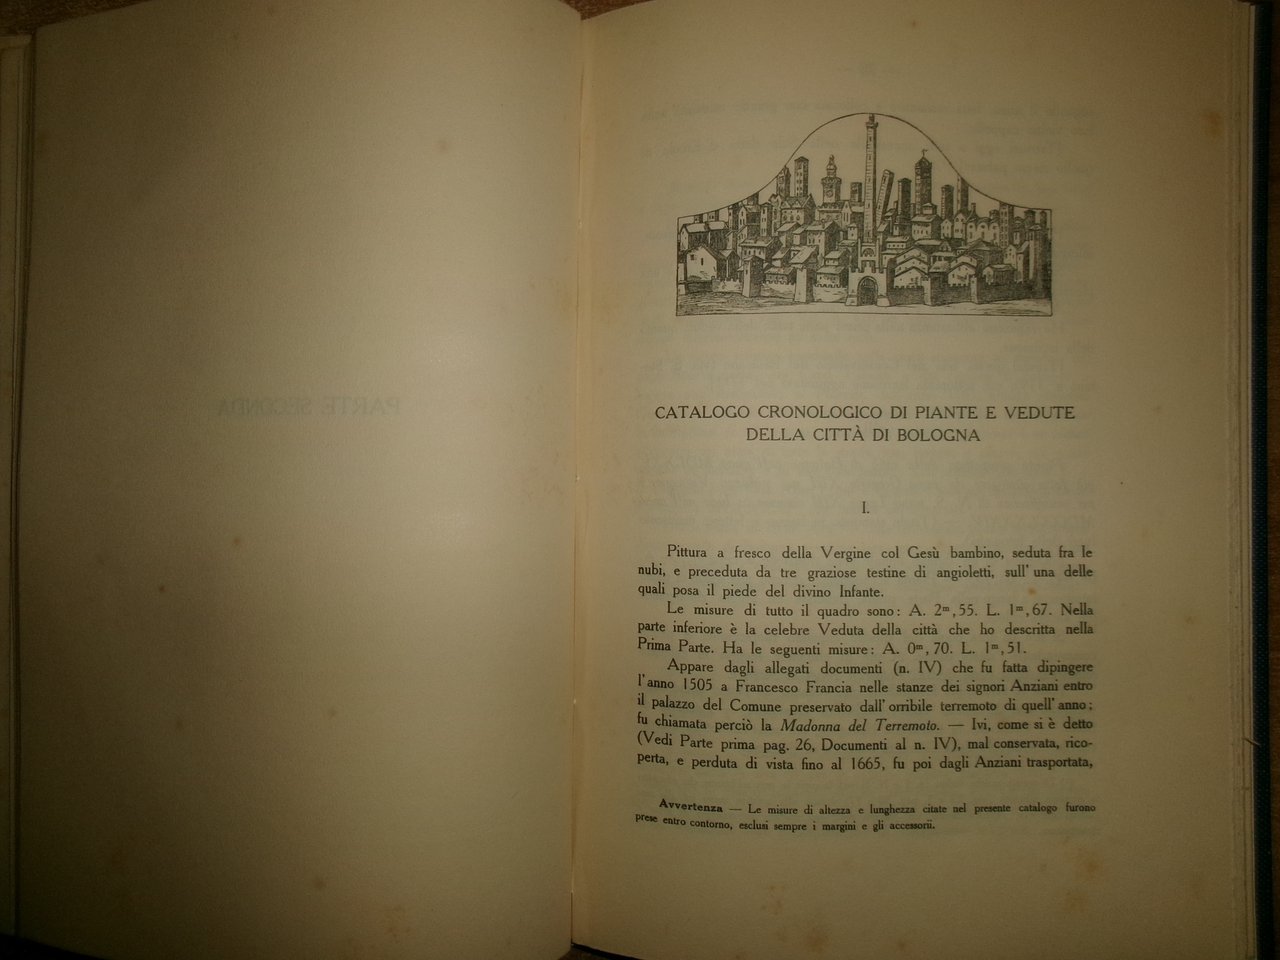 PARTE SECONDA
CATALOGO CRONOLOGICO DI PIANTE E VEDUTE
DELLA CITTÀ DI BOLOGNA
I.
Pittura a fresco della Vergine col Gesù bambino, seduta fra le
nubi, e preceduta da tre graziose testine di angioletti, sull' una delle
quali posa il piede del divino Infante.
Le misure di tutto il quadro sono: A. 2ᵐ, 55. L. 1ᵐ, 67. Nella
parte inferiore è la celebre Veduta della città che ho descritta nella
Prima Parte. Ha le seguenti misure: A. 0ᵐ, 70. L. 1ᵐ, 51.
Appare dagli allegati documenti (n. IV) che fu fatta dipingere
l'anno 1505 a Francesco Francia nelle stanze dei signori Anziani entro
il palazzo del Comune preservato dall' orribile terremoto di quell' anno;
fu chiamata perciò la Madonna del Terremoto. — Ivi, come si è detto
(Vedi Parte prima pag. 26, Documenti al n. IV), mal conservata, rico-
perta, e perduta di vista fino al 1665, fu poi dagli Anziani trasportata,
Avvertenza — Le misure di altezza e lunghezza citate nel presente catalogo furono
prese entro contorno, esclusi sempre i margini e gli accessorii.